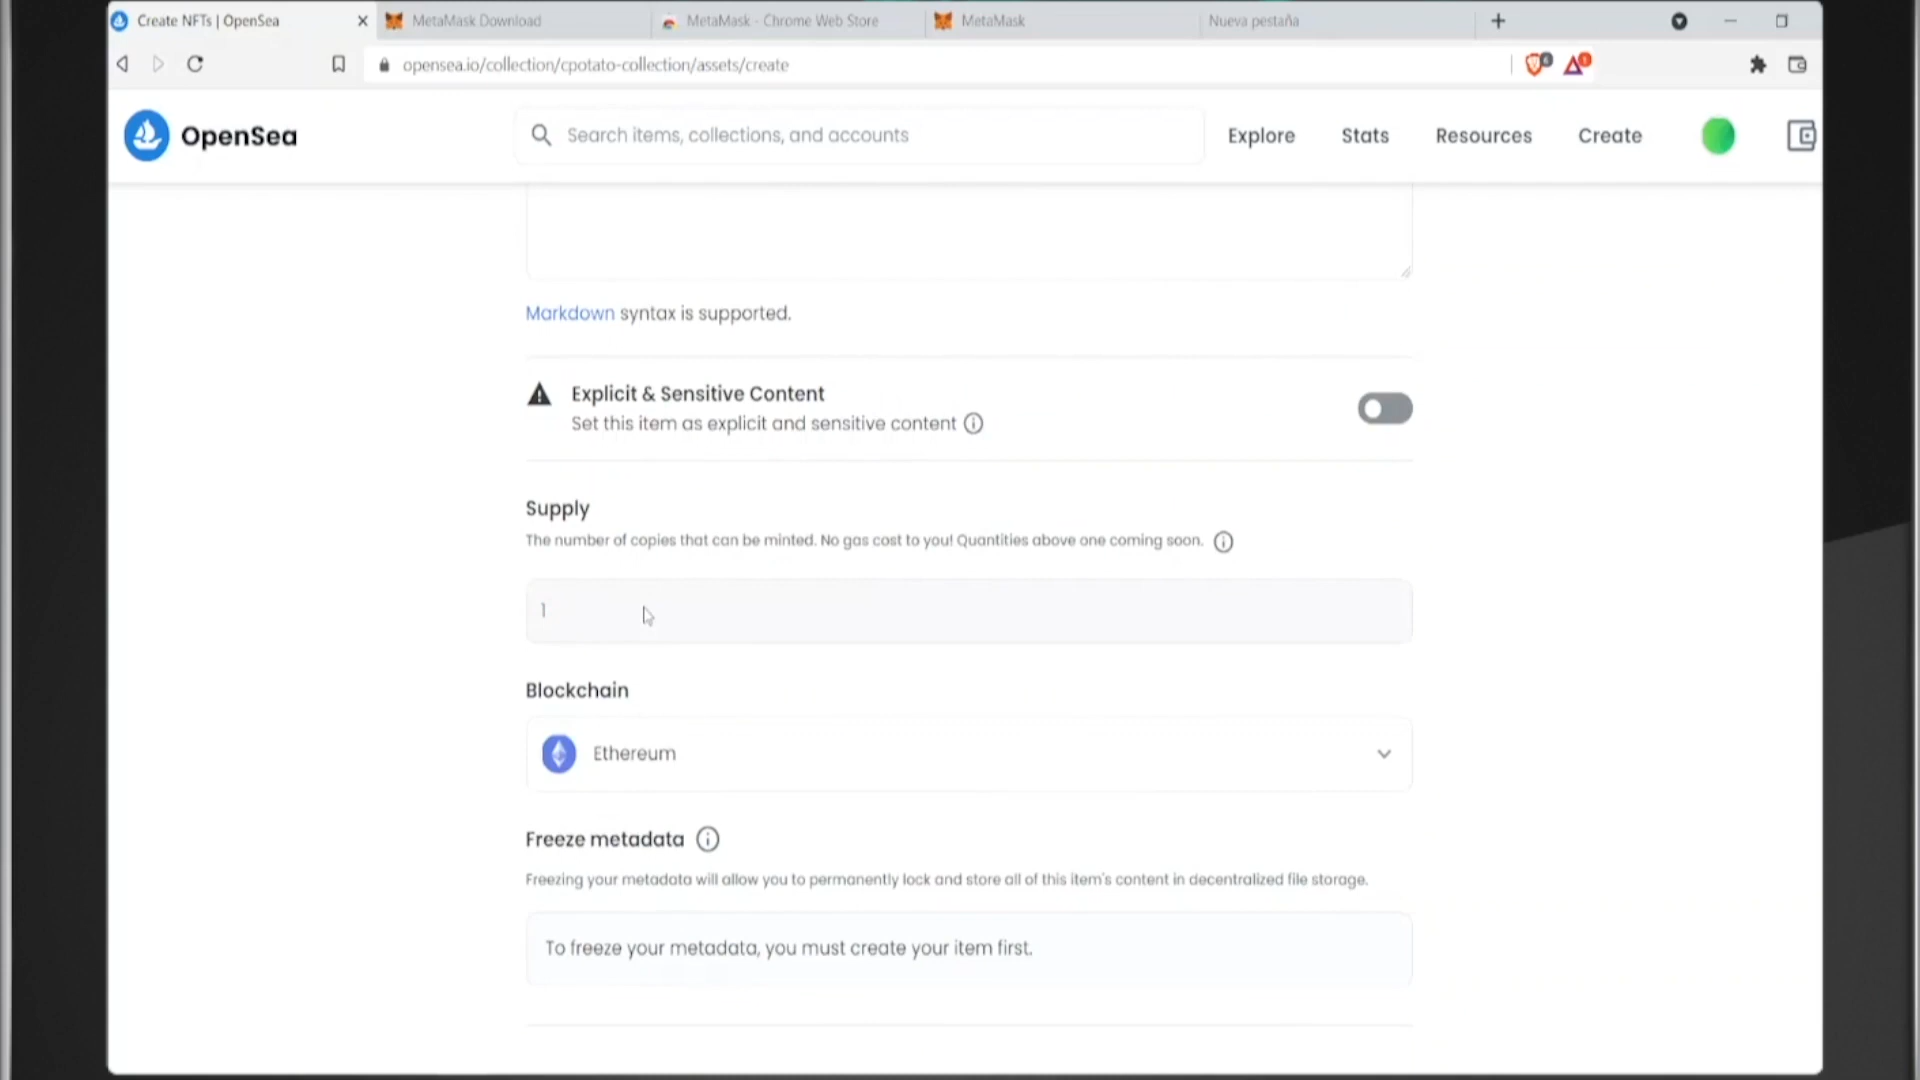 Create NFTs | OpenSea
MetaMask Download
MetaMask - Chrome Web Store
MetaMask
Nueva pestaña
opensea.io/collection/cpotato-collection/assets/create
OpenSea
Search items, collections, and accounts
Explore
Stats
Resources
Create
Markdown syntax is supported.
Explicit & Sensitive Content
Set this item as explicit and sensitive content
Supply
The number of copies that can be minted. No gas cost to you! Quantities above one coming soon.
1
Blockchain
Ethereum
Freeze metadata
Freezing your metadata will allow you to permanently lock and store all of this item's content in decentralized file storage.
To freeze your metadata, you must create your item first.